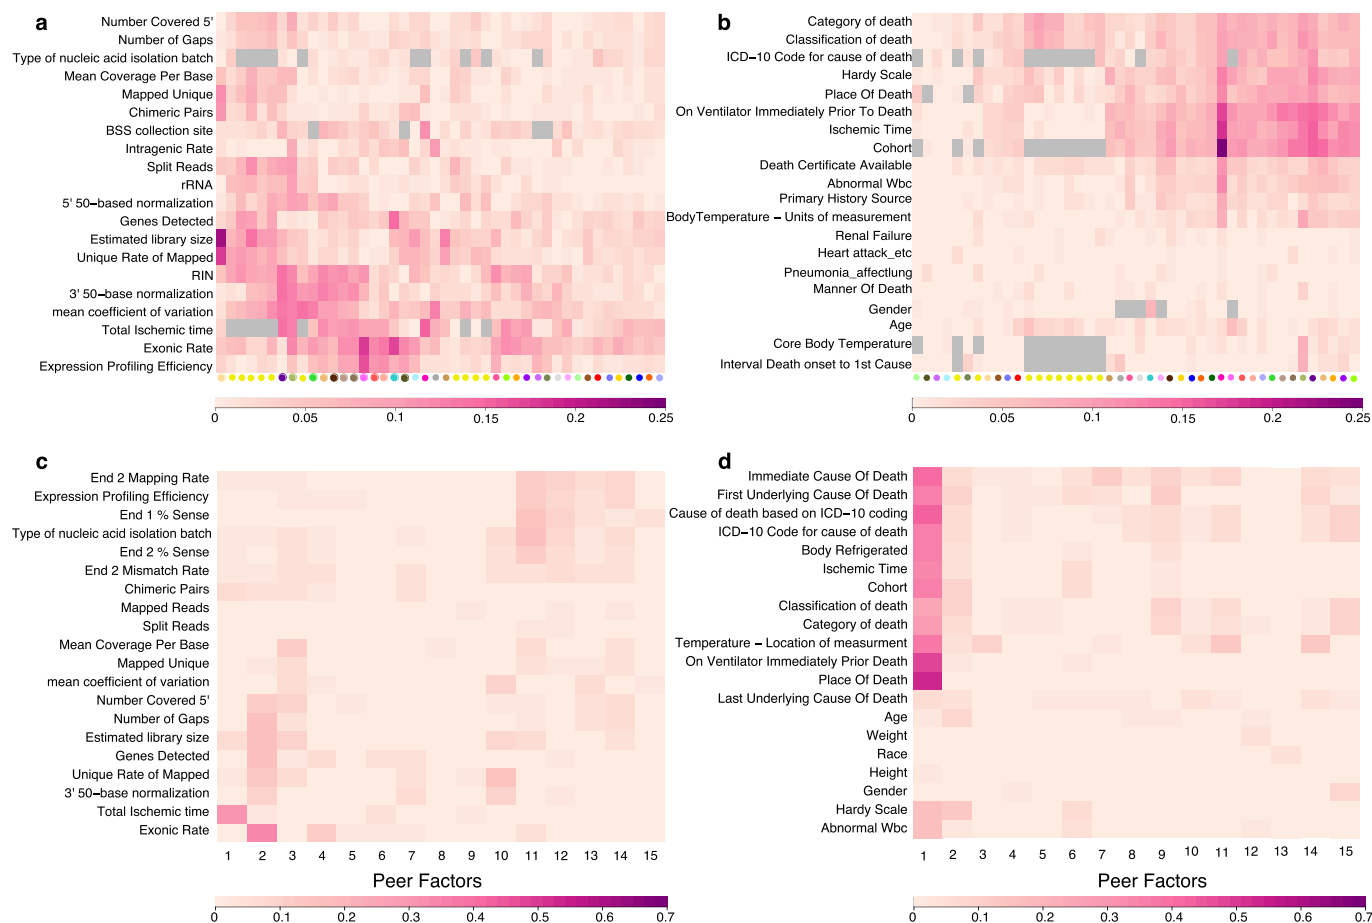 a
Number Covered 5'
Number of Gaps
Type of nucleic acid isolation batch
Mean Coverage Per Base
Mapped Unique
Chimeric Pairs
BSS collection site
Intragenic Rate
Split Reads
rRNA
5' 50-based normalization
Genes Detected
Estimated library size
Unique Rate of Mapped
RIN
3' 50−base normalization
mean coefficient of variation
Total Ischemic time
Exonic Rate
Expression Profiling Efficiency
0 0.05 0.1 0.15 0.2 0.25
b
Category of death
Classification of death
ICD−10 Code for cause of death
Hardy Scale
Place Of Death
On Ventilator Immediately Prior To Death
Ischemic Time
Cohort
Death Certificate Available
Abnormal Wbc
Primary History Source
BodyTemperature − Units of measurement
Renal Failure
Heart attack_etc
Pneumonia_affectlung
Manner Of Death
Gender
Age
Core Body Temperature
Interval Death onset to 1st Cause
0 0.05 0.1 0.15 0.2 0.25
c
End 2 Mapping Rate
Expression Profiling Efficiency
End 1 % Sense
Type of nucleic acid isolation batch
End 2 % Sense
End 2 Mismatch Rate
Chimeric Pairs
Mapped Reads
Split Reads
Mean Coverage Per Base
Mapped Unique
mean coefficient of variation
Number Covered 5'
Number of Gaps
Estimated library size
Genes Detected
Unique Rate of Mapped
3' 50-base normalization
Total Ischemic time
Exonic Rate
1 2 3 4 5 6 7 8 9 10 11 12 13 14 15
Peer Factors
0 0.1 0.2 0.3 0.4 0.5 0.6 0.7
d
Immediate Cause Of Death
First Underlying Cause Of Death
Cause of death based on ICD−10 coding
ICD−10 Code for cause of death
Body Refrigerated
Ischemic Time
Cohort
Classification of death
Category of death
Temperature − Location of measurment
On Ventilator Immediately Prior Death
Place Of Death
Last Underlying Cause Of Death
Age
Weight
Race
Height
Gender
Hardy Scale
Abnormal Wbc
1 2 3 4 5 6 7 8 9 10 11 12 13 14 15
Peer Factors
0 0.1 0.2 0.3 0.4 0.5 0.6 0.7